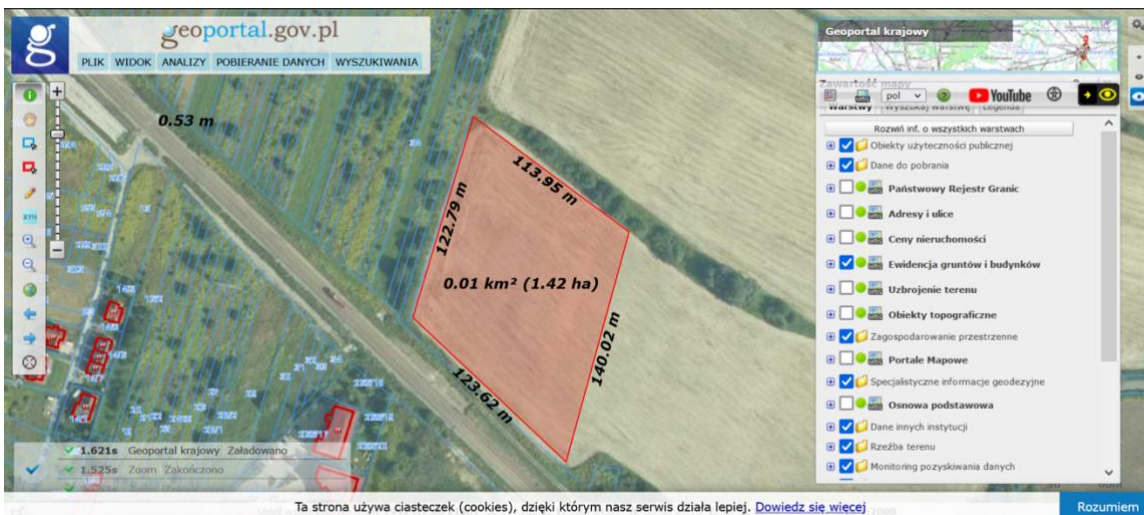 geoportal.gov.pl
PLIK WIDOK ANALIZY POBIERANIE DANYCH WYSZUKIWANIA
Geoportal krajowy
Zawartość mapy
pol
YouTube
Warstwy Wyszukaj warstwę Legenda
Rozwiń inf. o wszystkich warstwach
Obiekty użyteczności publicznej
Dane do pobrania
Państwowy Rejestr Granic
Adresy i ulice
Ceny nieruchomości
Ewidencja gruntów i budynków
Uzbrojenie terenu
Obiekty topograficzne
Zagospodarowanie przestrzenne
Portale Mapowe
Specjalistyczne informacje geodezyjne
Osnowa podstawowa
Dane innych instytucji
Rzeźba terenu
Monitoring pozyskiwania danych
XYH
0.53 m
113.95 m
122.79 m
0.01 km² (1.42 ha)
140.02 m
123.62 m
1.621s Geoportal krajowy Załadowano
1.525s Zoom Zakończono
Ta strona używa ciasteczek (cookies), dzięki którym nasz serwis działa lepiej. Dowiedz się więcej
Rozumiem